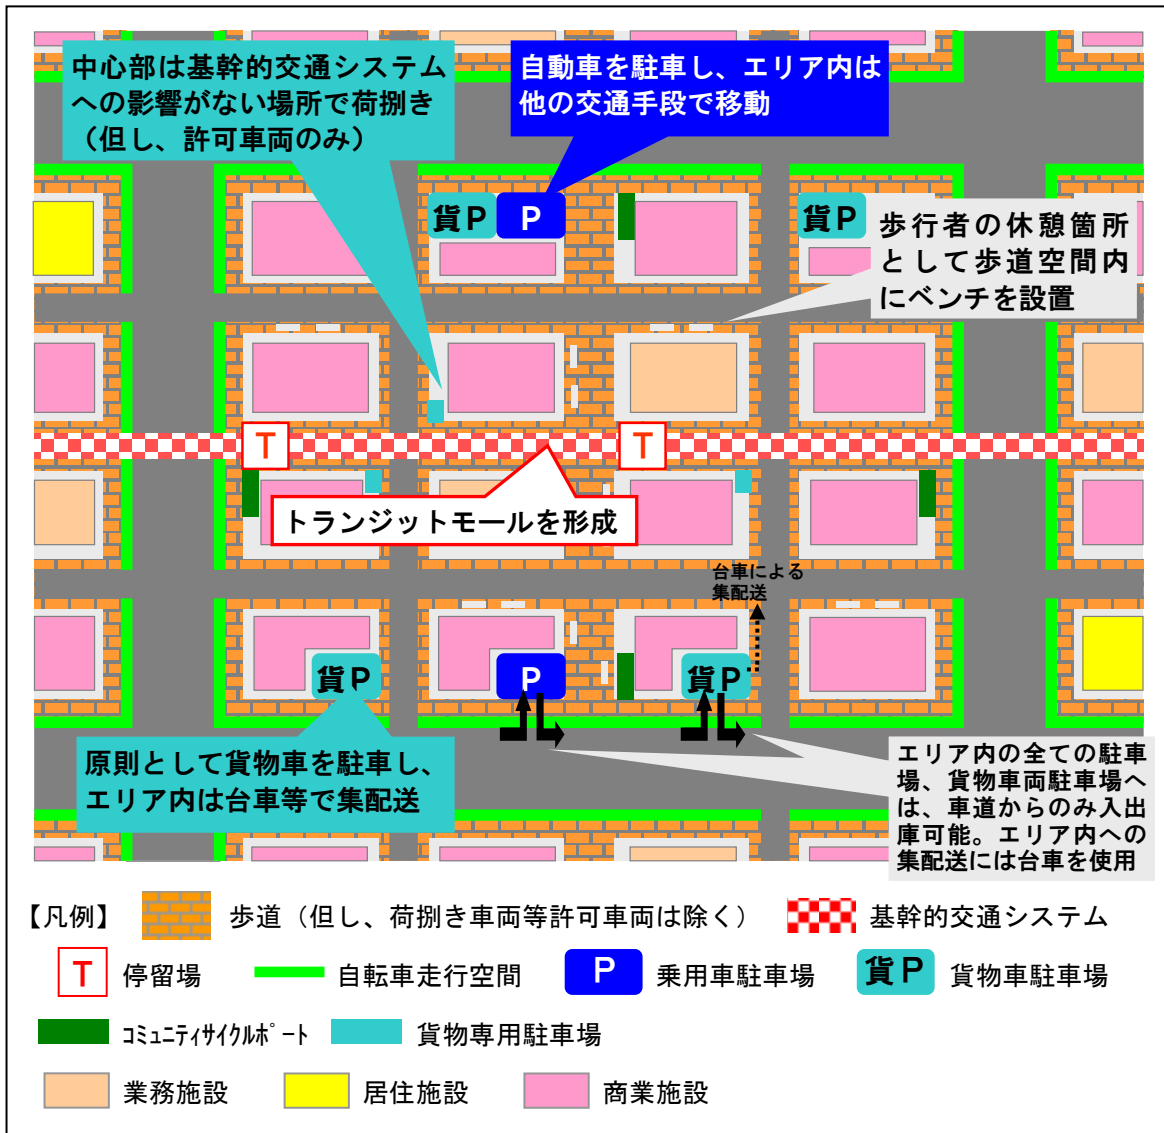 中心部は基幹的交通システム
への影響がない場所で荷捌き
（但し、許可車両のみ）
自動車を駐車し、エリア内は
他の交通手段で移動
貨P
P
貨P
歩行者の休憩箇所
として歩道空間内
にベンチを設置
T
T
トランジットモールを形成
台車による
集配送
貨P
P
貨P
原則として貨物車を駐車し、
エリア内は台車等で集配送
エリア内の全ての駐車
場、貨物車両駐車場へ
は、車道からのみ入出
庫可能。エリア内への
集配送には台車を使用
【凡例】 歩道（但し、荷捌き車両等許可車両は除く） 基幹的交通システム
T 停留場 自転車走行空間 P 乗用車駐車場 貨P 貨物車駐車場
ｺﾐｭﾆﾃｨｻｲｸﾙﾎﾟｰﾄ 貨物専用駐車場
業務施設 居住施設 商業施設